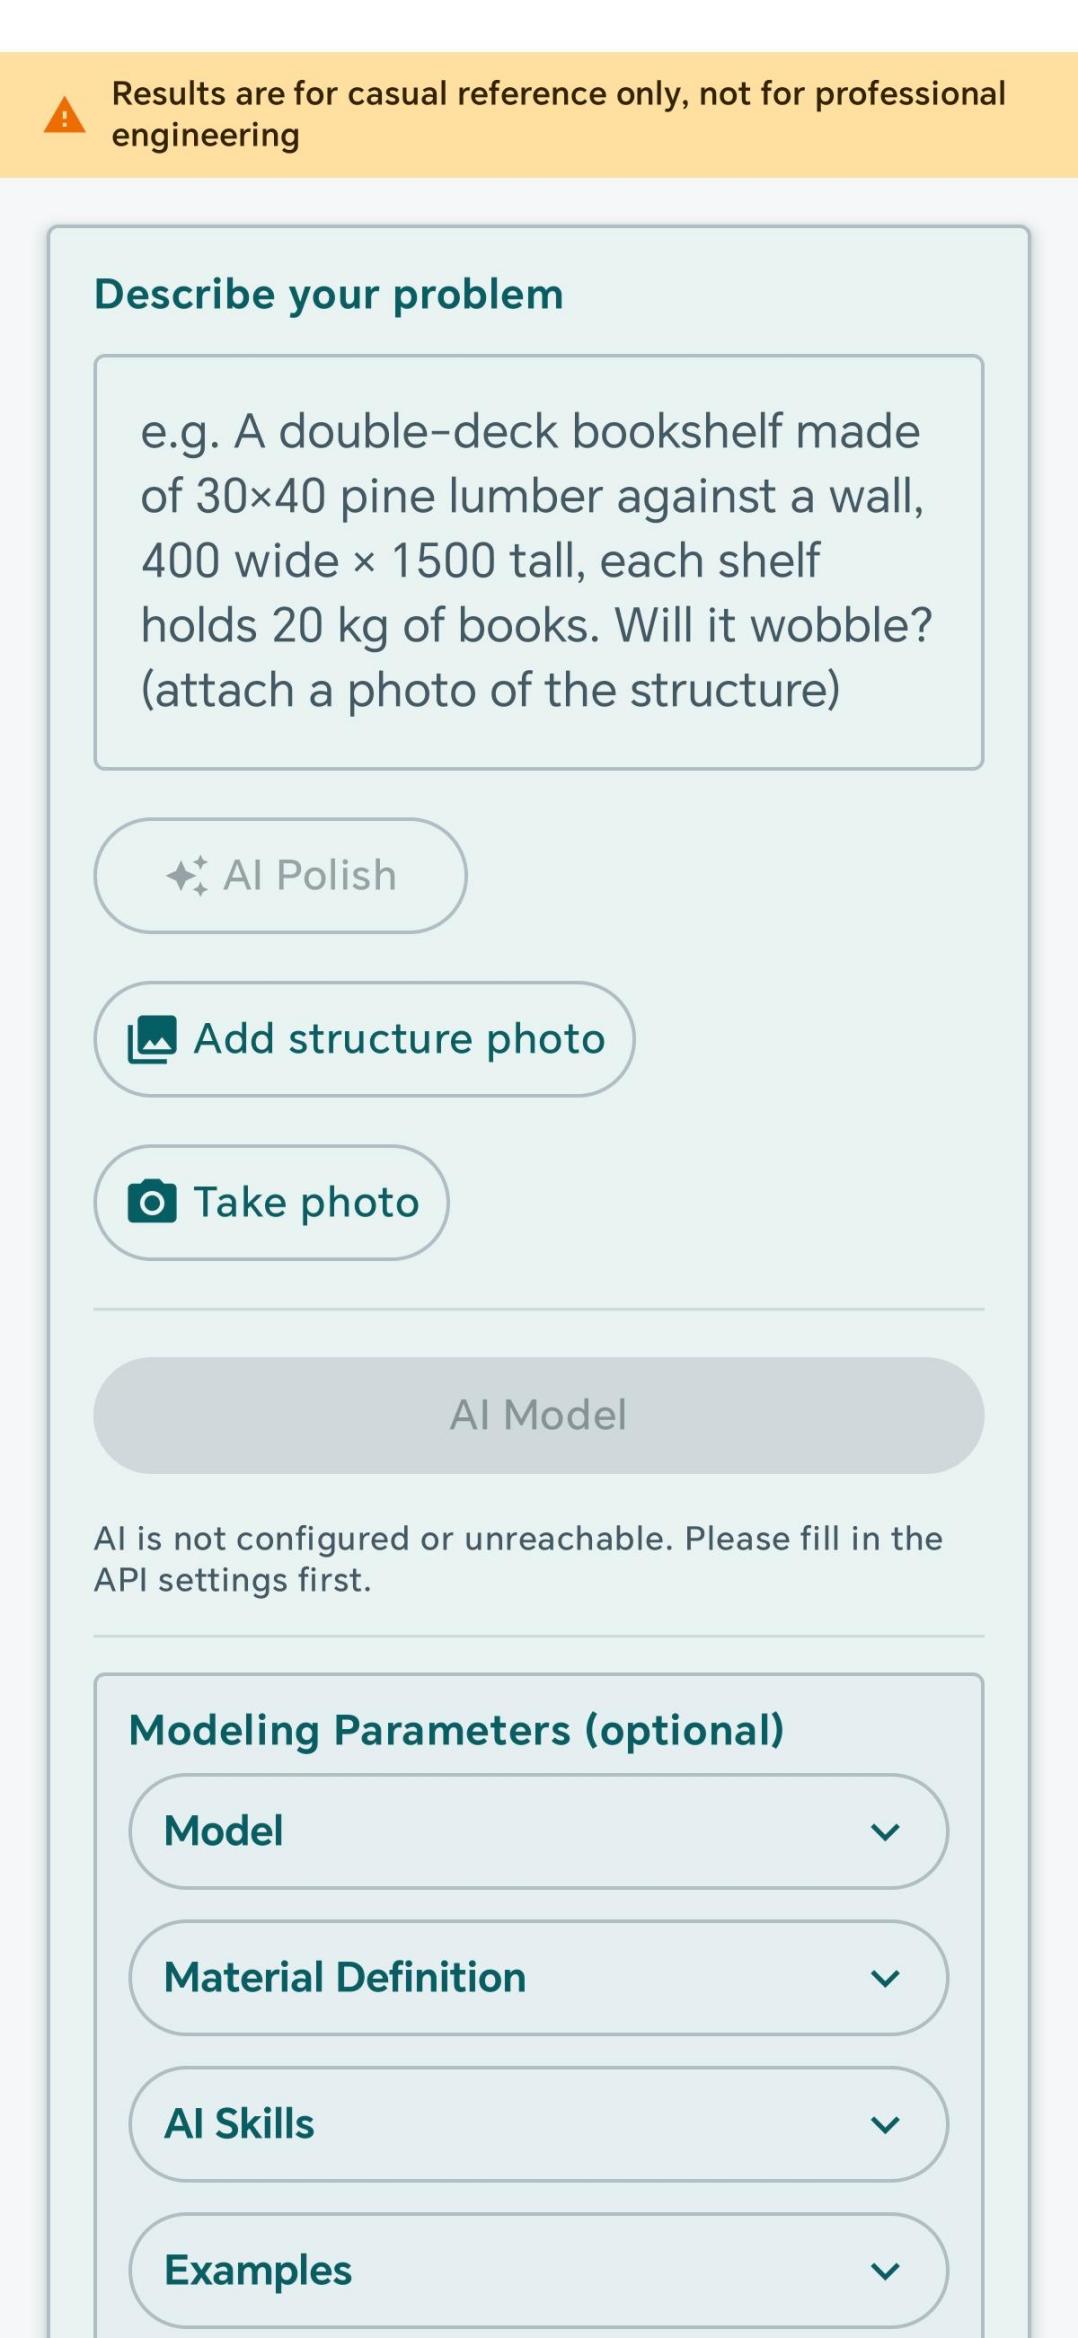 Results are for casual reference only, not for professional
engineering
Describe your problem
e.g. A double-deck bookshelf made
of 30×40 pine lumber against a wall,
400 wide × 1500 tall, each shelf
holds 20 kg of books. Will it wobble?
(attach a photo of the structure)
AI Polish
Add structure photo
Take photo
AI Model
AI is not configured or unreachable. Please fill in the
API settings first.
Modeling Parameters (optional)
Model
Material Definition
AI Skills
Examples